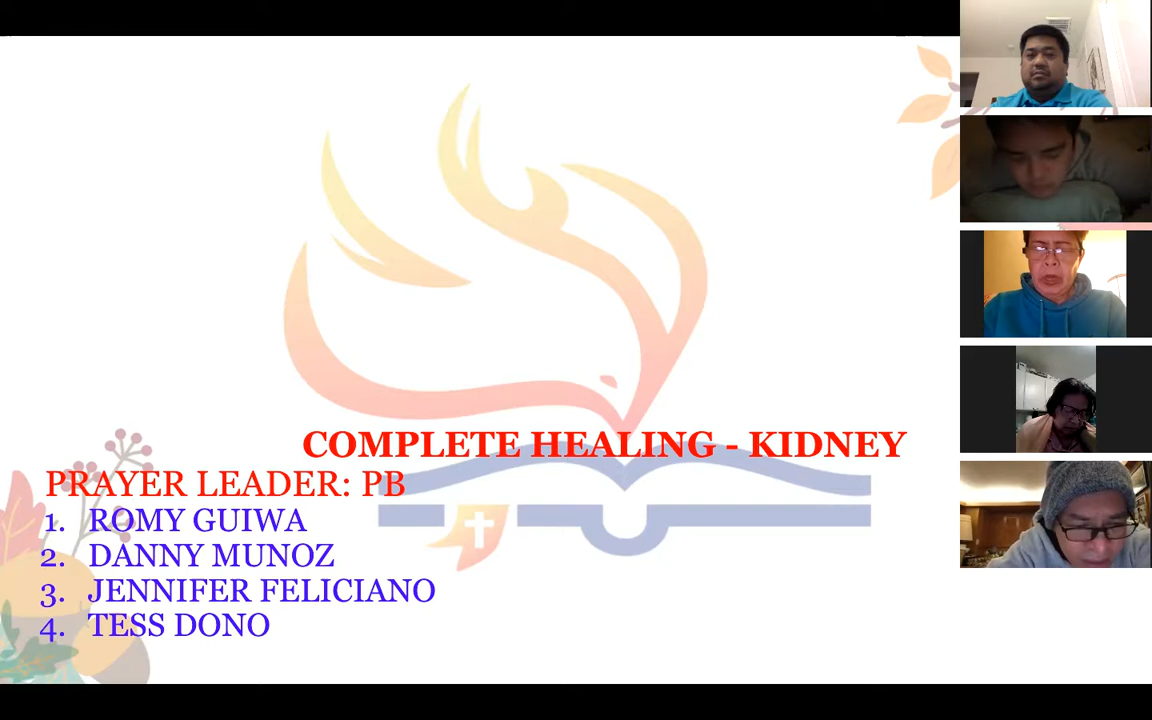 COMPLETE HEALING - KIDNEY
PRAYER LEADER: PB
1. ROMY GUIWA
2. DANNY MUNOZ
3. JENNIFER FELICIANO
4. TESS DONO